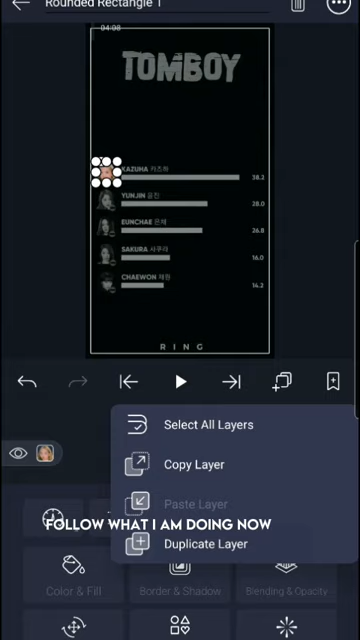 Rounded Rectangle 1
04:08
TOMBOY
KAZUHA 카즈하
38.3
YUNJIN 윤진
28.0
EUNCHAE 은채
26.8
SAKURA 사쿠라
16.0
CHAEWON 채원
14.2
RING
Select All Layers
Copy Layer
Paste Layer
FOLLOW WHAT I AM DOING NOW
Duplicate Layer
Color & Fill
Border & Shadow
Blending & Opacity